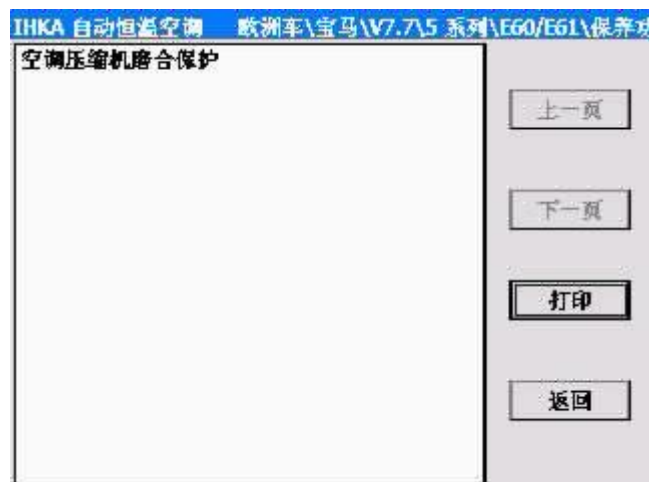 IHKA 自动恒温空调 欧洲车\宝马\V7.7\5 系列\E60/E61\保养
空调压缩机磨合保护
上一页
下一页
打印
返回